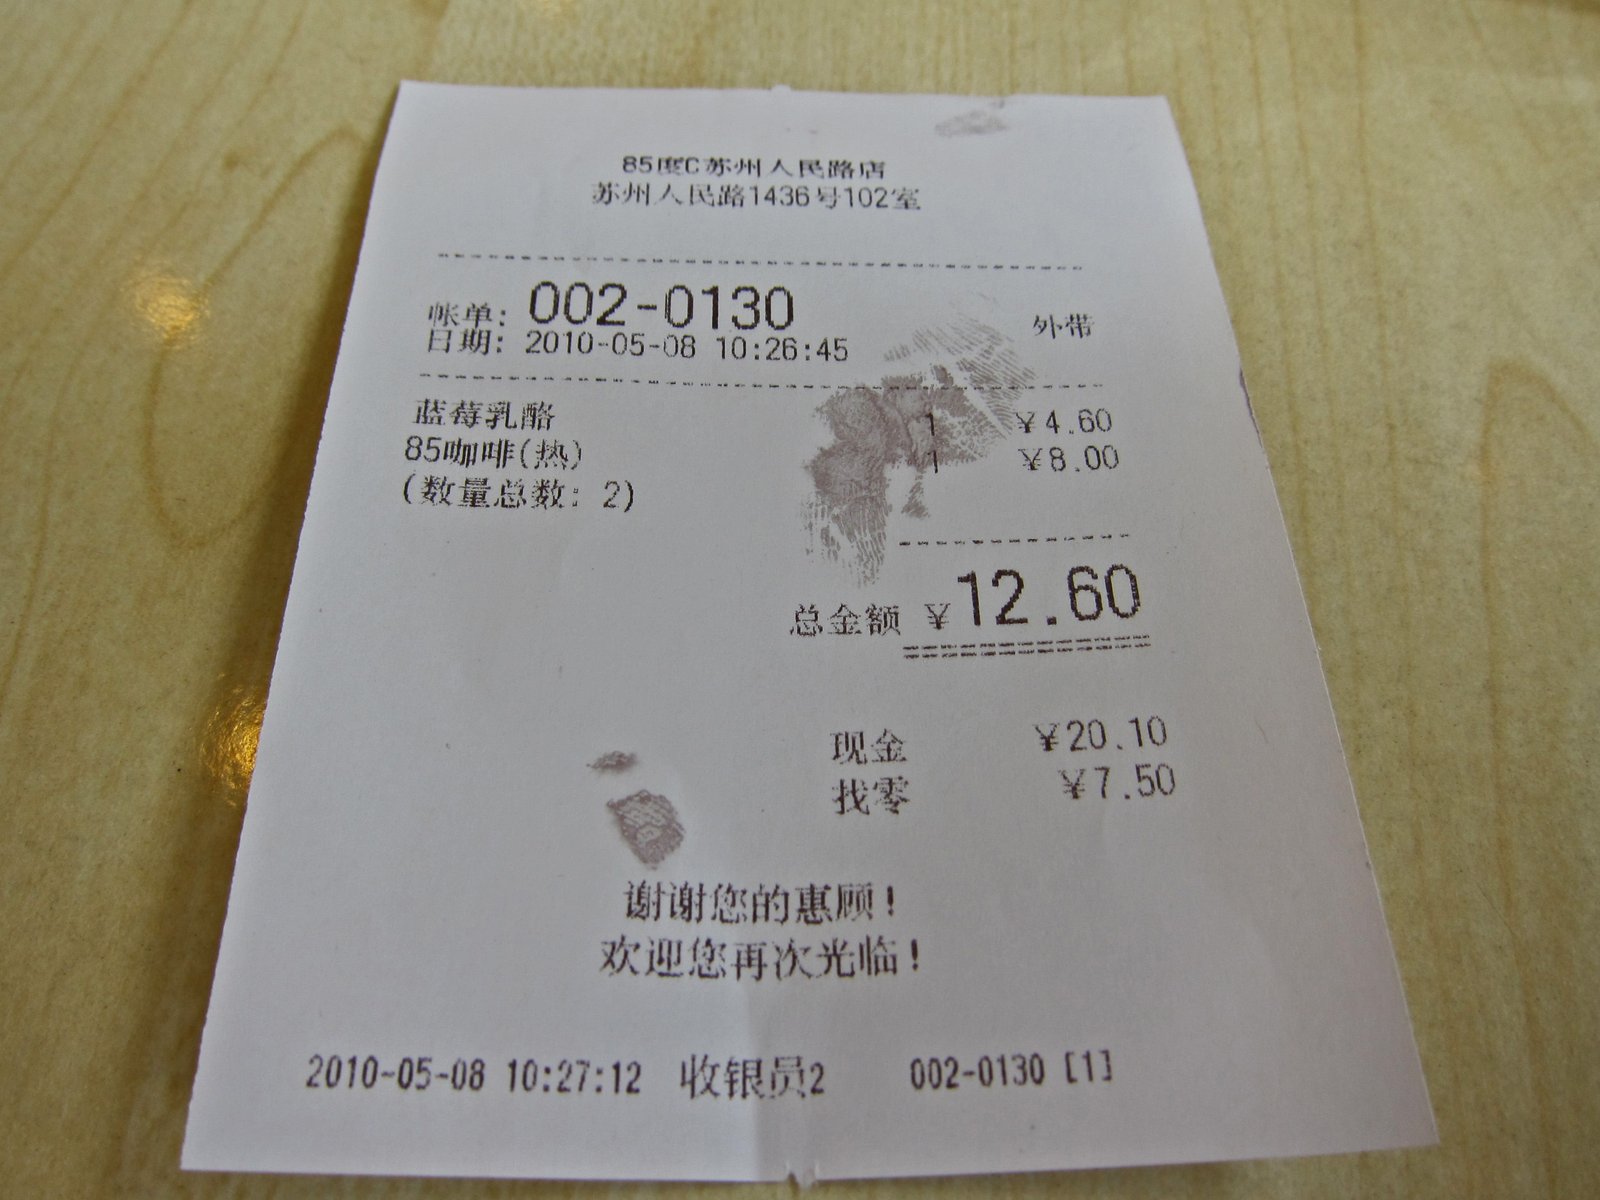 85度C苏州人民路店
苏州人民路1436号102室
帐单: 002-0130 外带
日期: 2010-05-08 10:26:45
蓝莓乳酪 1 ¥4.60
85咖啡(热) 1 ¥8.00
(数量总数: 2)
总金额 ¥12.60
现金 ¥20.10
找零 ¥7.50
谢谢您的惠顾!
欢迎您再次光临!
2010-05-08 10:27:12 收银员2 002-0130 [1]